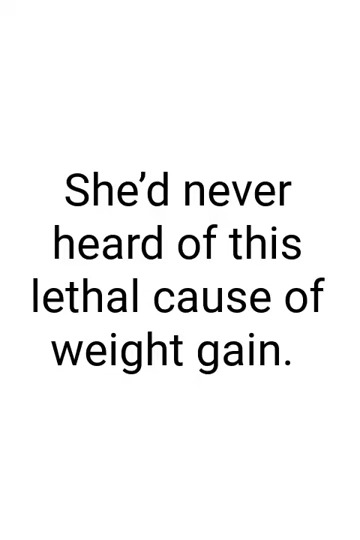 She’d never
heard of this
lethal cause of
weight gain.